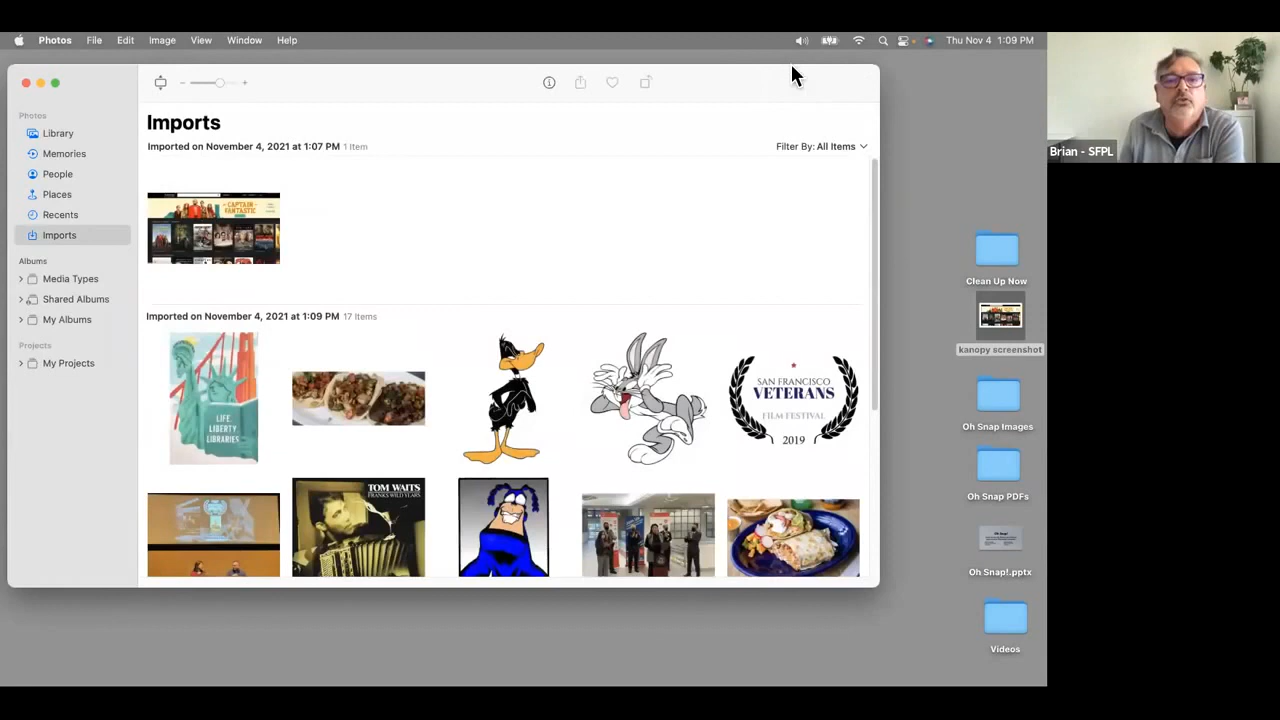 Photos File Edit Image View Window Help Thu Nov 4 1:09 PM
Photos
Library
Memories
People
Places
Recents
Imports
Albums
Media Types
Shared Albums
My Albums
Projects
My Projects
Imports
Imported on November 4, 2021 at 1:07 PM 1 Item
Filter By: All Items
CAPTAIN
FANTASTIC
Imported on November 4, 2021 at 1:09 PM 17 Items
LIFE
LIBERTY
LIBRARIES
SAN FRANCISCO
VETERANS
FILM FESTIVAL
2019
TOM WAITS
FRANKS WILD YEARS
Clean Up Now
kanopy screenshot
Oh Snap Images
Oh Snap PDFs
Oh Snap!
Oh Snap!.pptx
Videos
Brian - SFPL